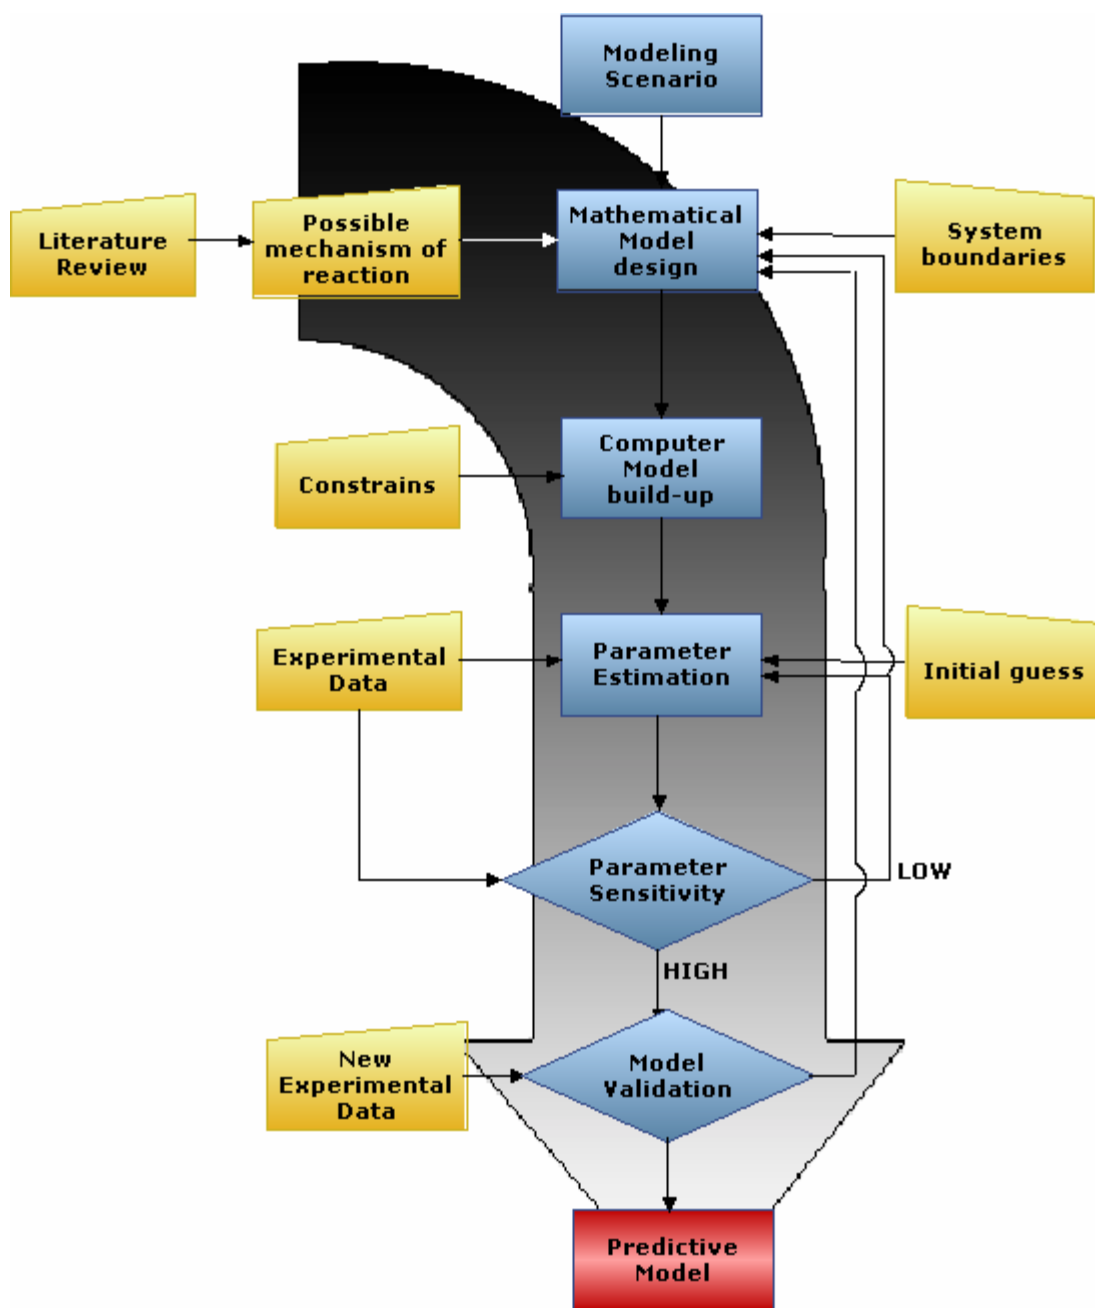 Modeling
Scenario
Literature
Review
Possible
mechanism of
reaction
Mathematical
Model
design
System
boundaries
Constrains
Computer
Model
build-up
Experimental
Data
Parameter
Estimation
Initial guess
Parameter
Sensitivity
LOW
HIGH
New
Experimental
Data
Model
Validation
Predictive
Model